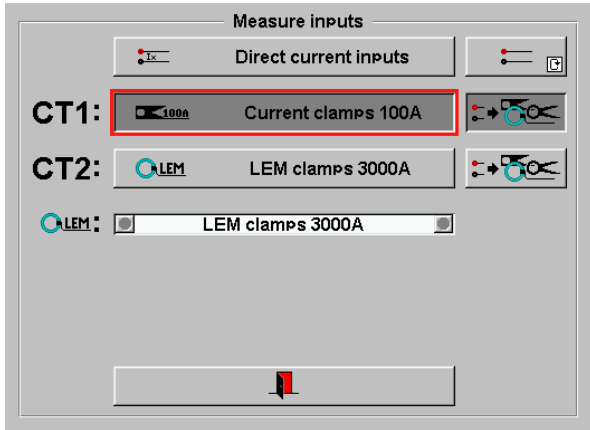 Measure inputs
Ix Direct current inputs
CT1: 100A Current clamps 100A
CT2: LEM LEM clamps 3000A
LEM: LEM clamps 3000A